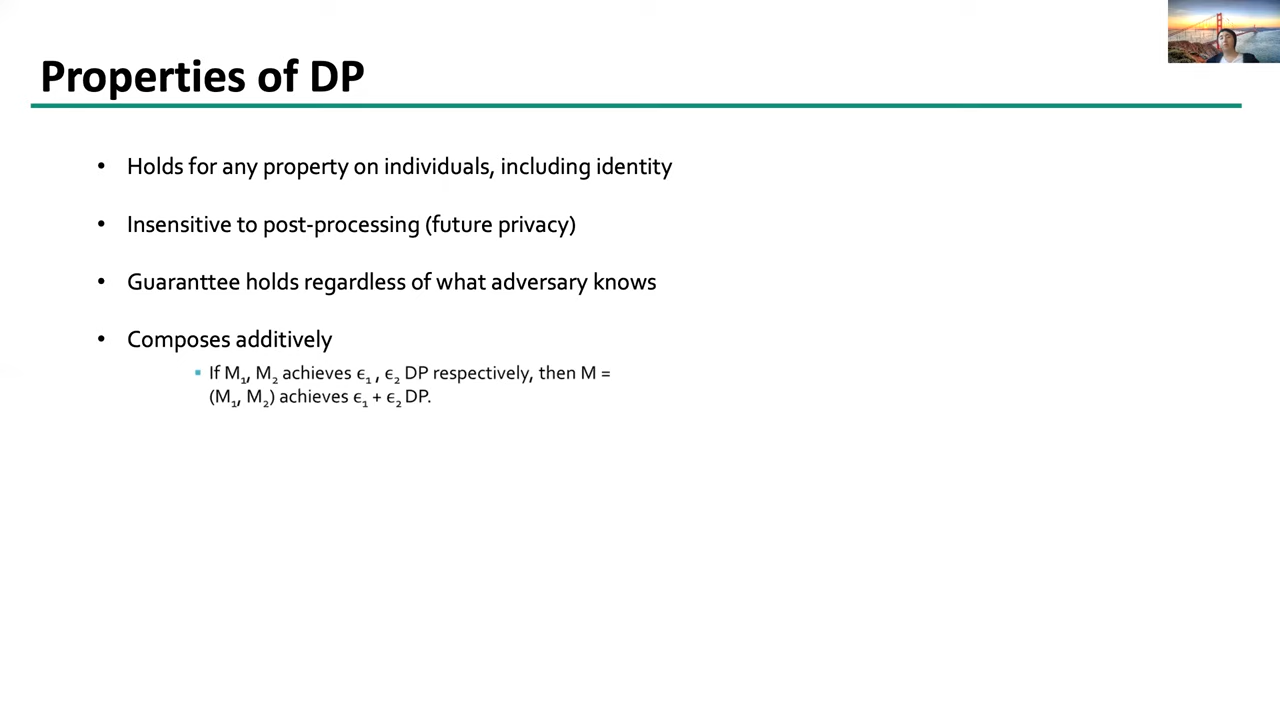 Properties of DP
• Holds for any property on individuals, including identity
• Insensitive to post-processing (future privacy)
• Guaranttee holds regardless of what adversary knows
• Composes additively
▪ If M₁, M₂ achieves ϵ₁ , ϵ₂ DP respectively, then M =
(M₁, M₂) achieves ϵ₁ + ϵ₂ DP.